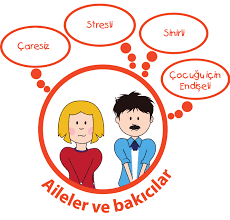 Çaresiz
Stresli
Sinirli
Çocuğu için
Endişeli
Aileler ve bakıcılar